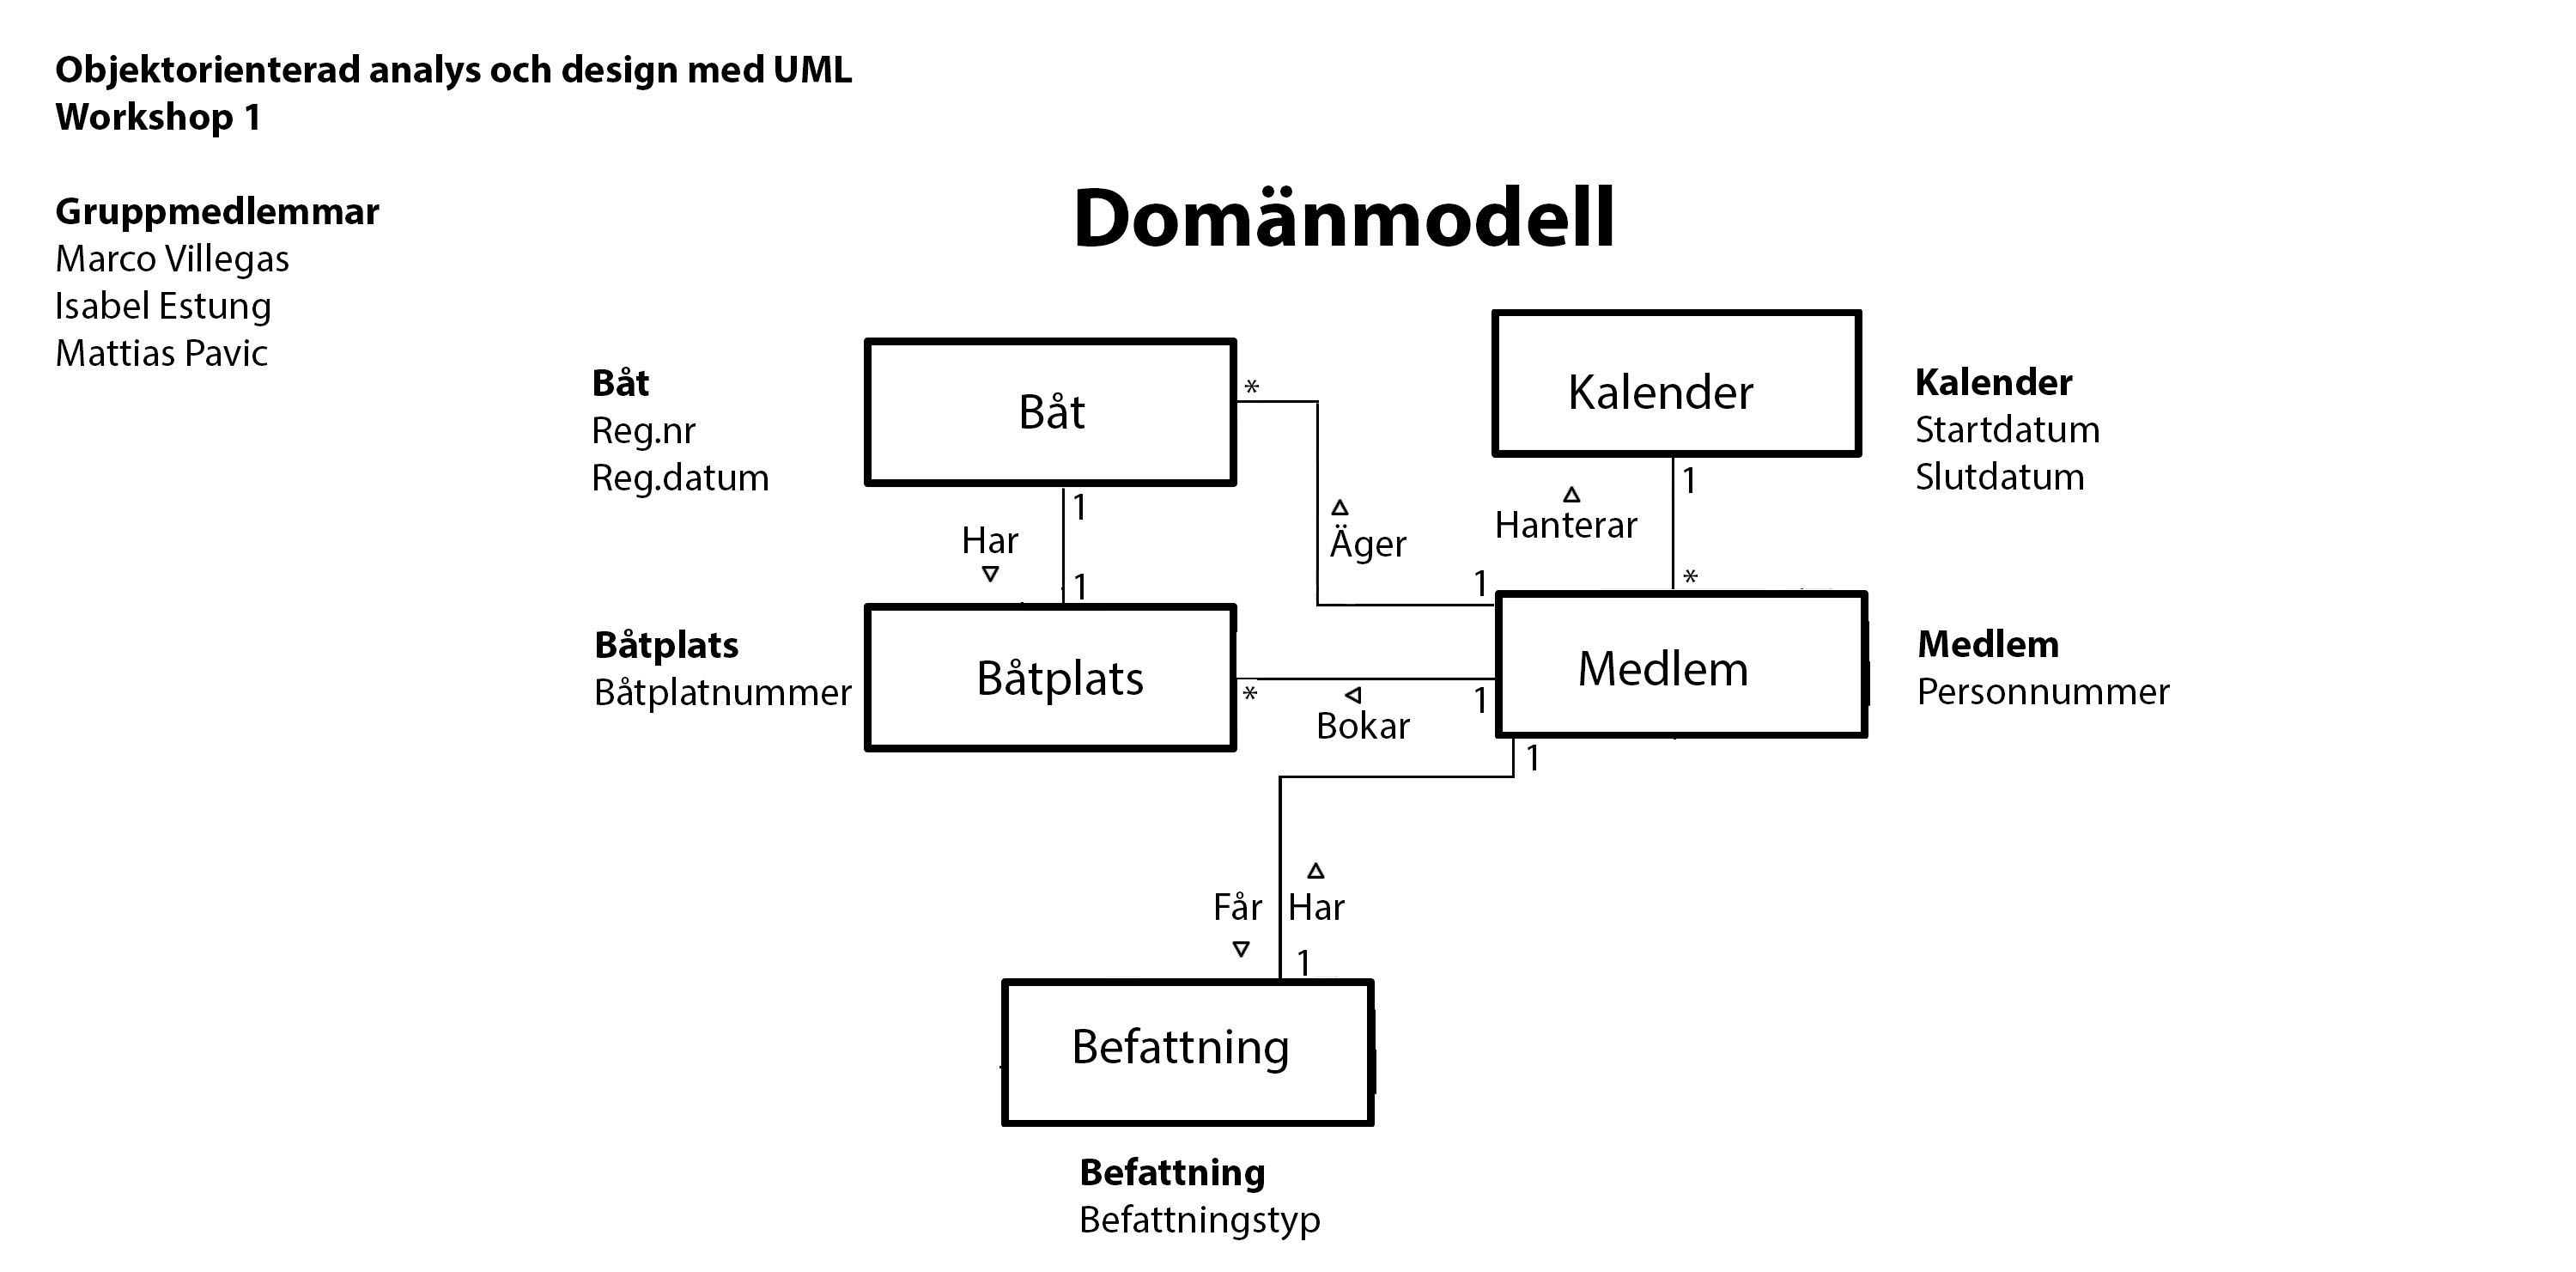 Objektorienterad analys och design med UML
Workshop 1
Gruppmedlemmar
Marco Villegas
Isabel Estung
Mattias Pavic
Domänmodell
Båt
Reg.nr
Reg.datum
Båt
*
Kalender
Kalender
Startdatum
Slutdatum
1
Har
1
Äger
1
1
Hanterar
*
Båtplats
Båtplatnummer
Båtplats
*
Bokar
1
Medlem
Medlem
Personnummer
1
Får
Har
1
Befattning
Befattning
Befattningstyp